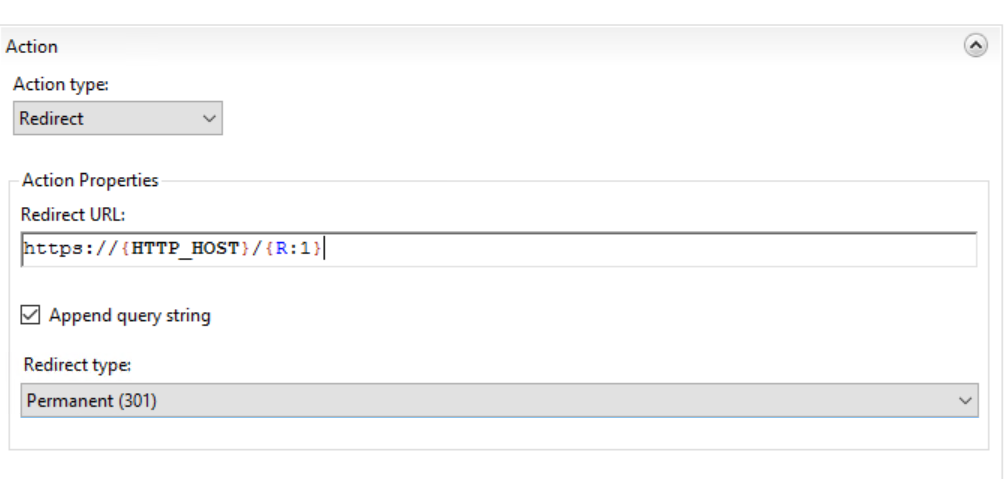 Action
Action type:
Redirect
Action Properties
Redirect URL:
https://{HTTP_HOST}/{R:1}
Append query string
Redirect type:
Permanent (301)